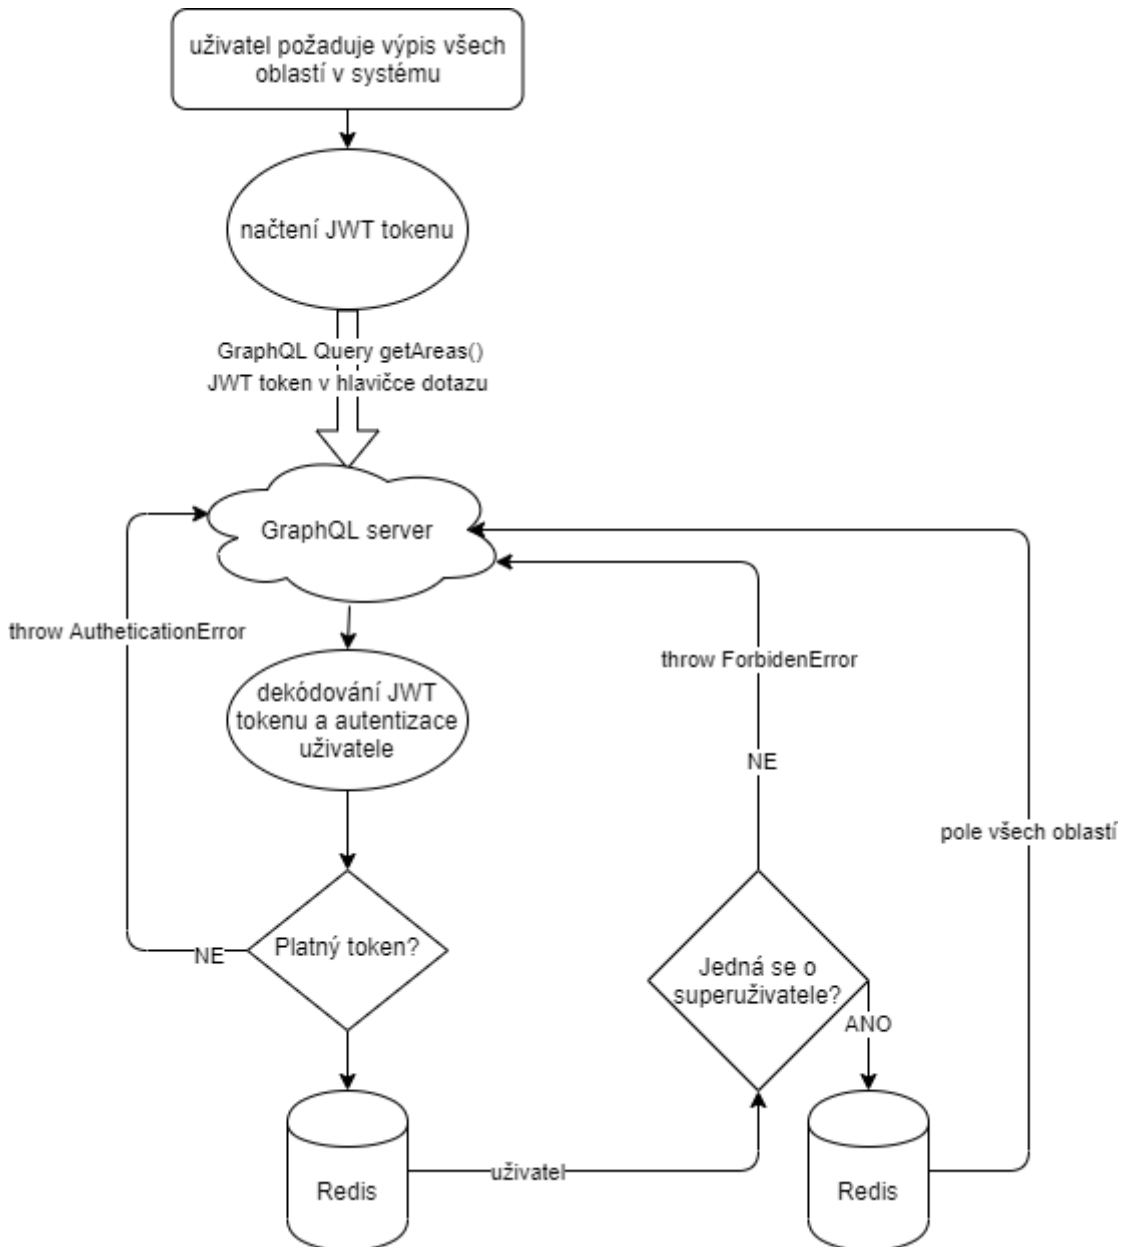 uživatel požaduje výpis všech
oblastí v systému
načtení JWT tokenu
GraphQL Query getAreas()
JWT token v hlavičce dotazu
GraphQL server
throw AutheticationError
throw ForbidenError
dekódování JWT
tokenu a autentizace
uživatele
NE
pole všech oblastí
Platný token?
NE
Jedná se o
superuživatele?
ANO
uživatel
Redis
Redis